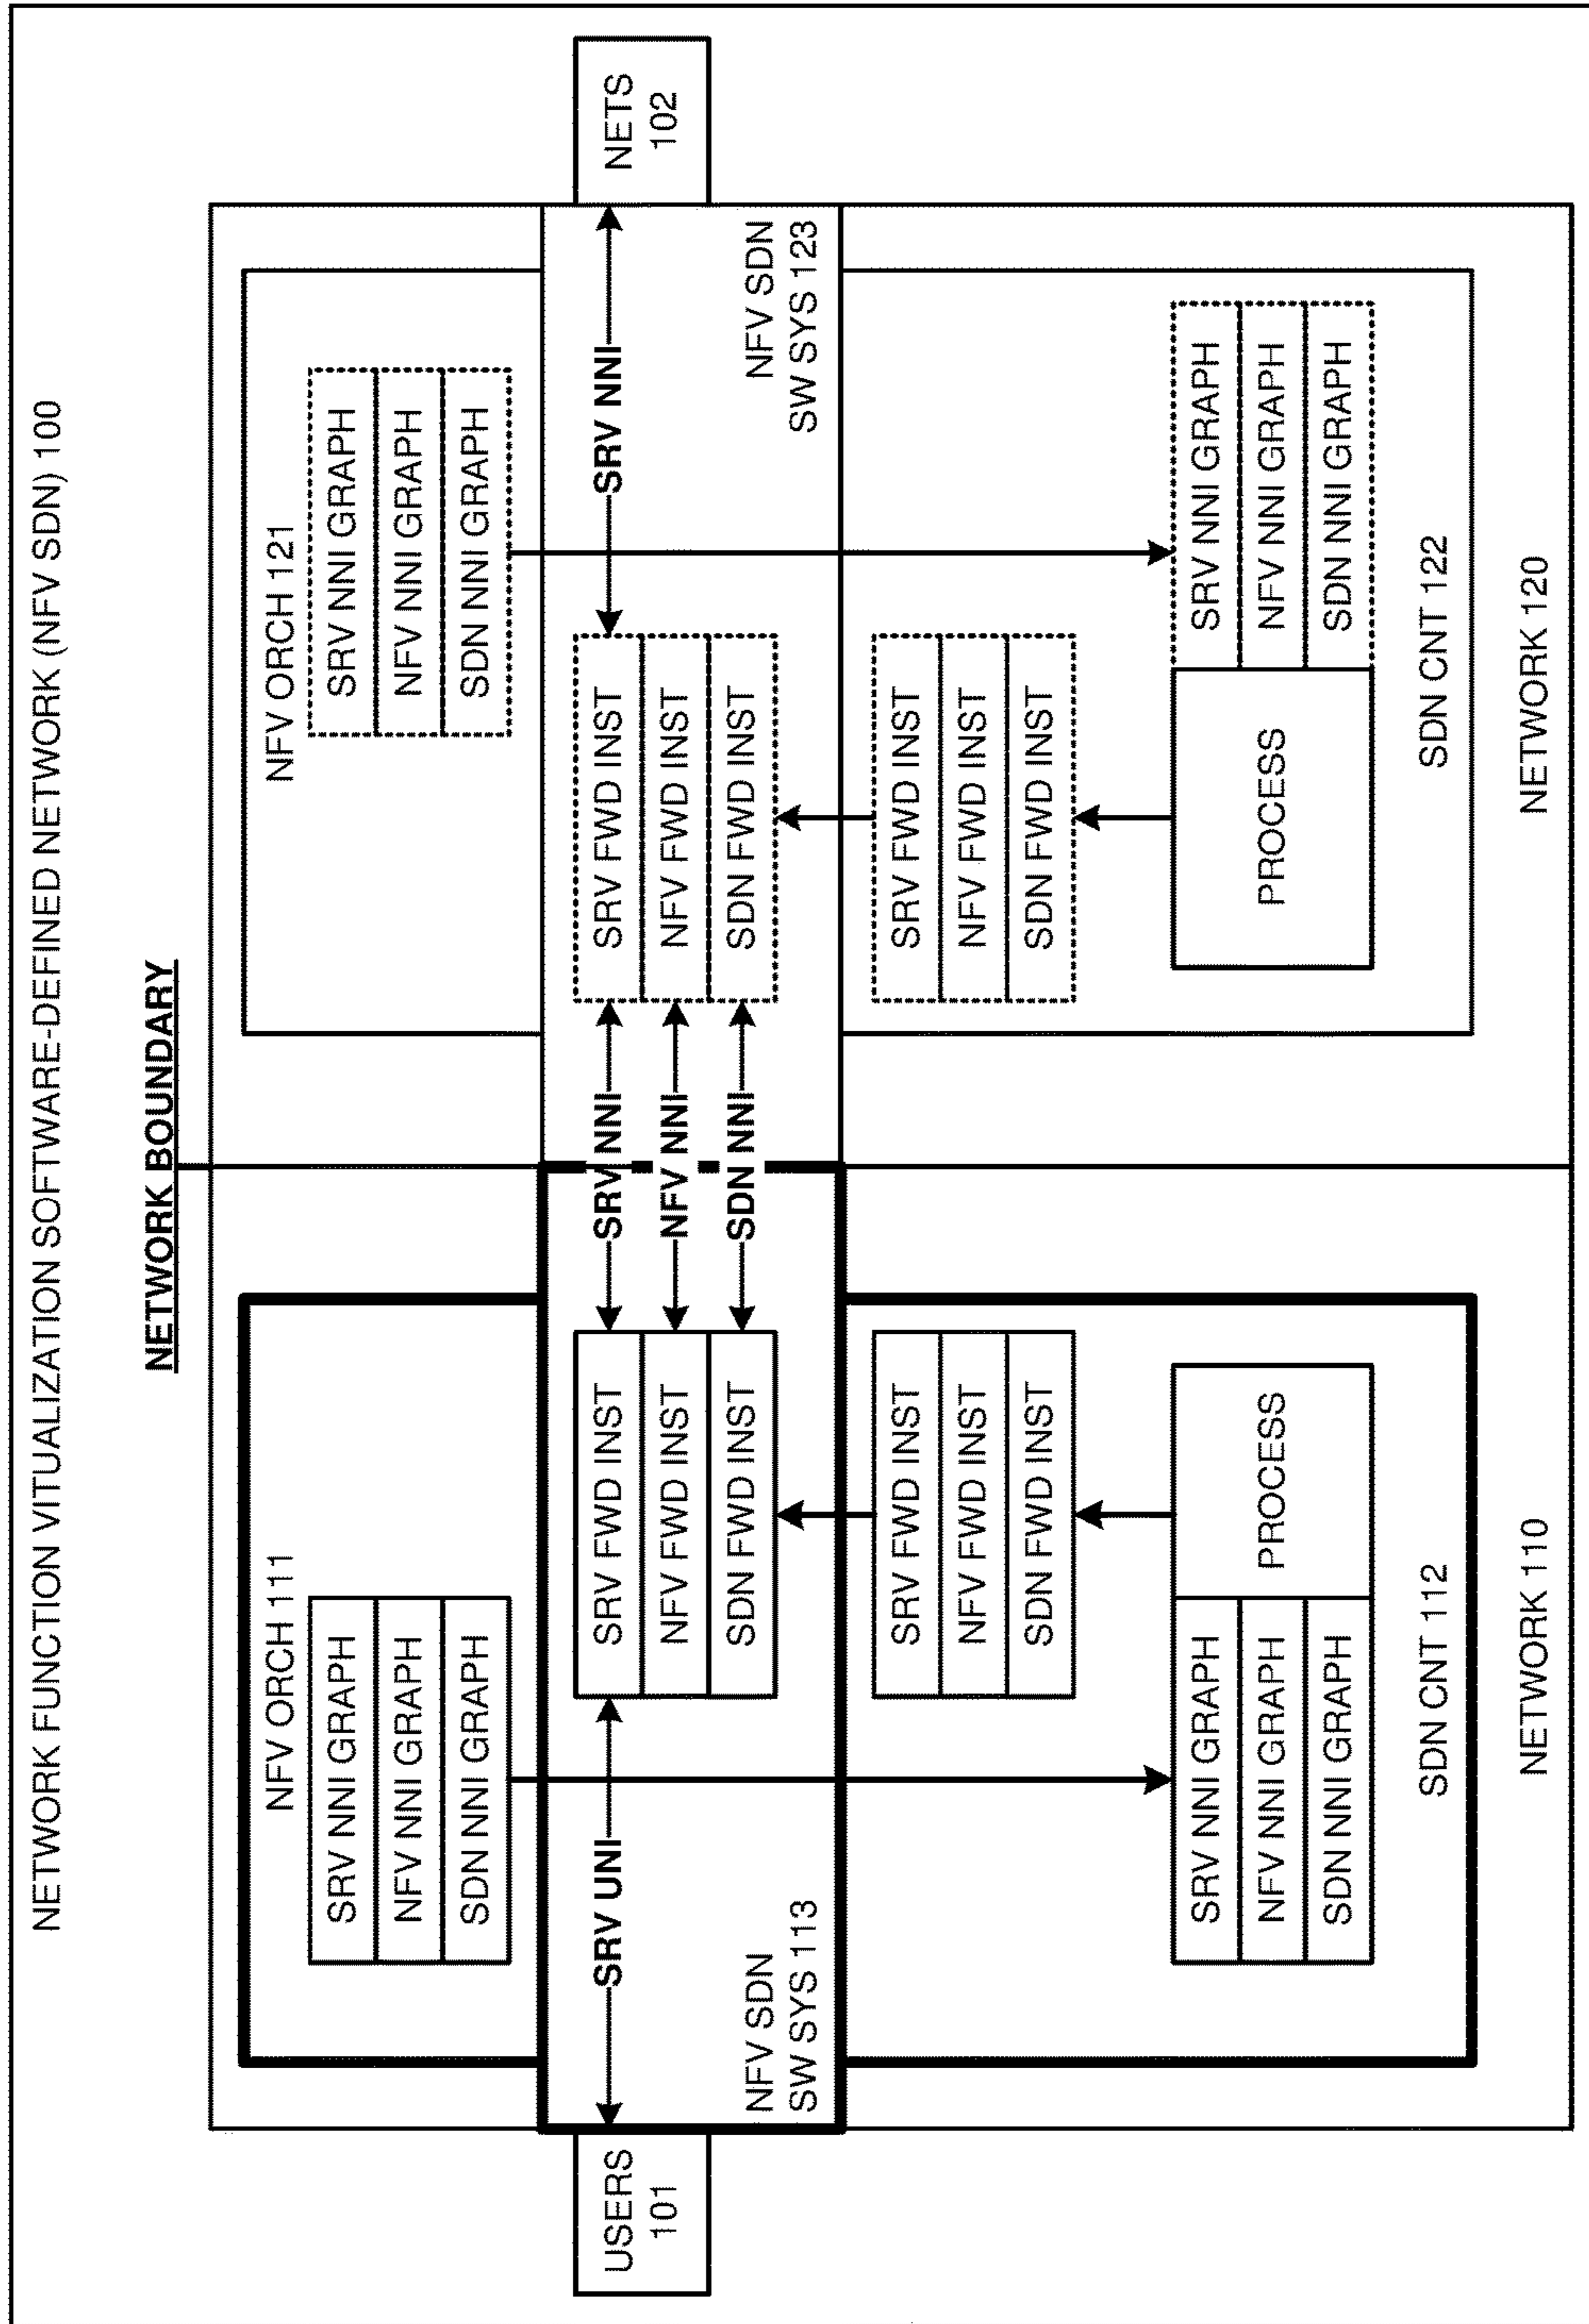 NETWORK FUNCTION VITUALIZATION SOFTWARE-DEFINED NETWORK (NFV SDN) 100
NETWORK BOUNDARY
NFV ORCH 111
SRV NNI GRAPH
NFV NNI GRAPH
SDN NNI GRAPH
NFV ORCH 121
SRV NNI GRAPH
NFV NNI GRAPH
SDN NNI GRAPH
USERS
101
SRV UNI
SRV FWD INST
NFV FWD INST
SDN FWD INST
SRV NNI
NFV NNI
SDN NNI
SRV FWD INST
NFV FWD INST
SDN FWD INST
SRV NNI
NETS
102
NFV SDN
SW SYS 113
NFV SDN
SW SYS 123
SRV FWD INST
NFV FWD INST
SDN FWD INST
SRV FWD INST
NFV FWD INST
SDN FWD INST
SRV NNI GRAPH
NFV NNI GRAPH
SDN NNI GRAPH
PROCESS
PROCESS
SRV NNI GRAPH
NFV NNI GRAPH
SDN NNI GRAPH
SDN CNT 112
SDN CNT 122
NETWORK 110
NETWORK 120